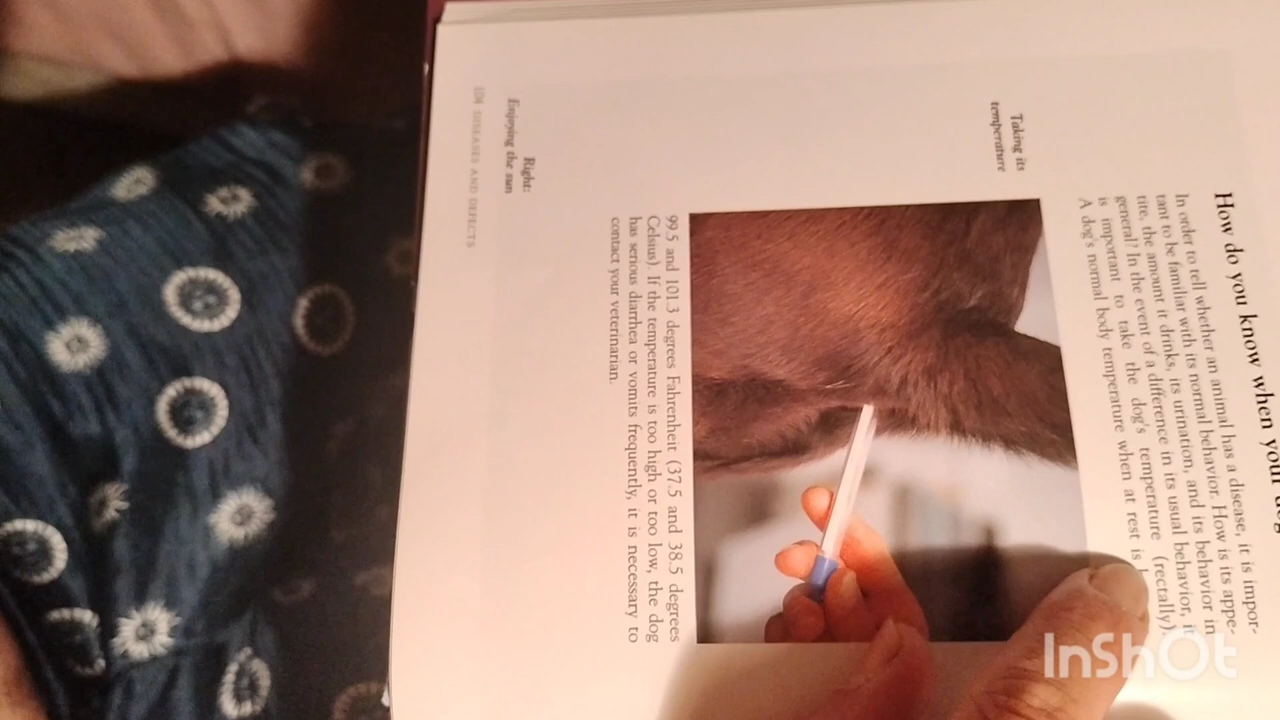 How do you know when your dog
In order to tell whether an animal has a disease, it is impor-
tant to be familiar with its normal behavior. How is its appe-
tite, the amount it drinks, its urination, and its behavior in
general? In the event of a difference in its usual behavior, i
is important to take the dog's temperature (rectally)
A dog's normal body temperature when at rest is
Taking its
temperature
99.5 and 101.3 degrees Fahrenheit (37.5 and 38.5 degrees
Celsius). If the temperature is too high or too low, the dog
has serious diarrhea or vomits frequently, it is necessary to
contact your veterinarian.
Right:
Enjoying the sun
104 DISEASES AND DEFECTS
InShOt